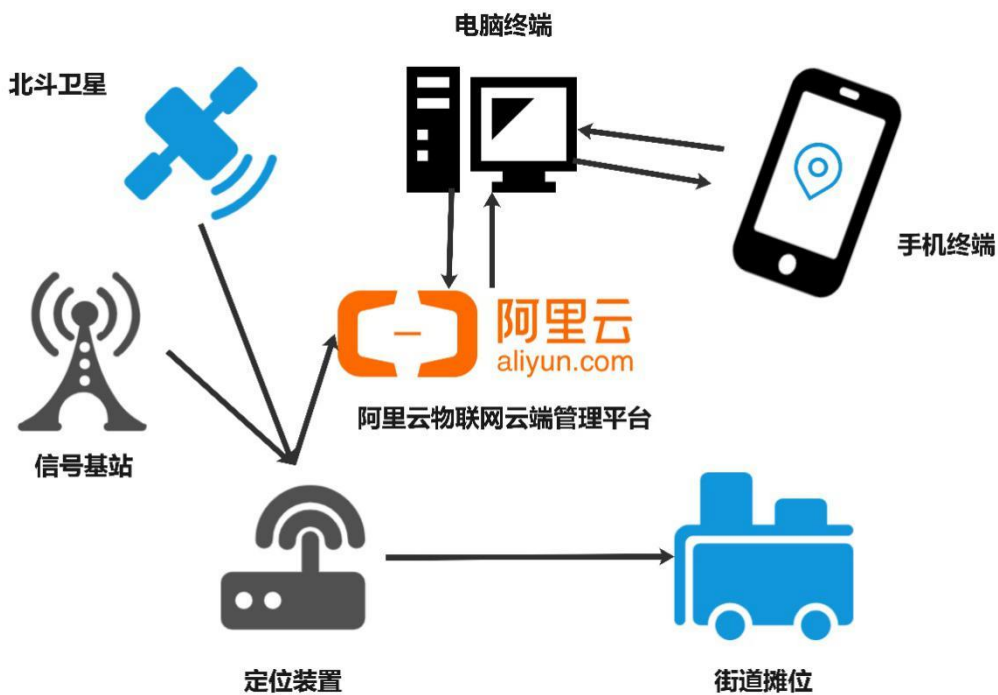 电脑终端
北斗卫星
手机终端
阿里云
aliyun.com
阿里云物联网云端管理平台
信号基站
定位装置
街道摊位